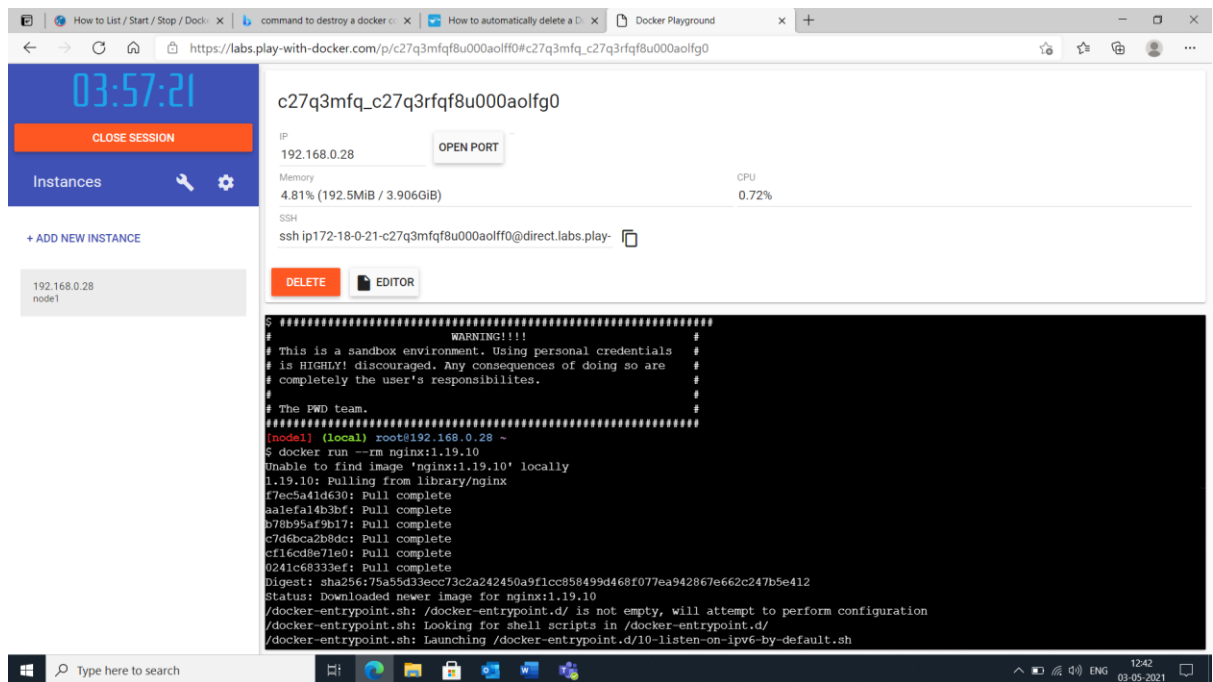 How to List / Start / Stop / Docke
command to destroy a docker cc
How to automatically delete a D
Docker Playground
https://labs.play-with-docker.com/p/c27q3mfqf8u000aolff0#c27q3mfq_c27q3rfqf8u000aolfg0
03:57:21
CLOSE SESSION
Instances
+ ADD NEW INSTANCE
192.168.0.28
node1
c27q3mfq_c27q3rfqf8u000aolfg0
IP
192.168.0.28
OPEN PORT
Memory
4.81% (192.5MiB / 3.906GiB)
CPU
0.72%
SSH
ssh ip172-18-0-21-c27q3mfqf8u000aolff0@direct.labs.play-
DELETE
EDITOR
$ ###############################################################
#                          WARNING!!!!                          #
# This is a sandbox environment. Using personal credentials     #
# is HIGHLY! discouraged. Any consequences of doing so are      #
# completely the user's responsibilites.                        #
#                                                               #
# The PWD team.                                                 #
###############################################################
[node1] (local) root@192.168.0.28 ~
$ docker run --rm nginx:1.19.10
Unable to find image 'nginx:1.19.10' locally
1.19.10: Pulling from library/nginx
f7ec5a41d630: Pull complete
aa1efa14b3bf: Pull complete
b78b95af9b17: Pull complete
c7d6bca2b8dc: Pull complete
cf16cd8e71e0: Pull complete
0241c68333ef: Pull complete
Digest: sha256:75a55d33ecc73c2a242450a9f1cc858499d468f077ea942867e662c247b5e412
Status: Downloaded newer image for nginx:1.19.10
/docker-entrypoint.sh: /docker-entrypoint.d/ is not empty, will attempt to perform configuration
/docker-entrypoint.sh: Looking for shell scripts in /docker-entrypoint.d/
/docker-entrypoint.sh: Launching /docker-entrypoint.d/10-listen-on-ipv6-by-default.sh
Type here to search
ENG
12:42
03-05-2021